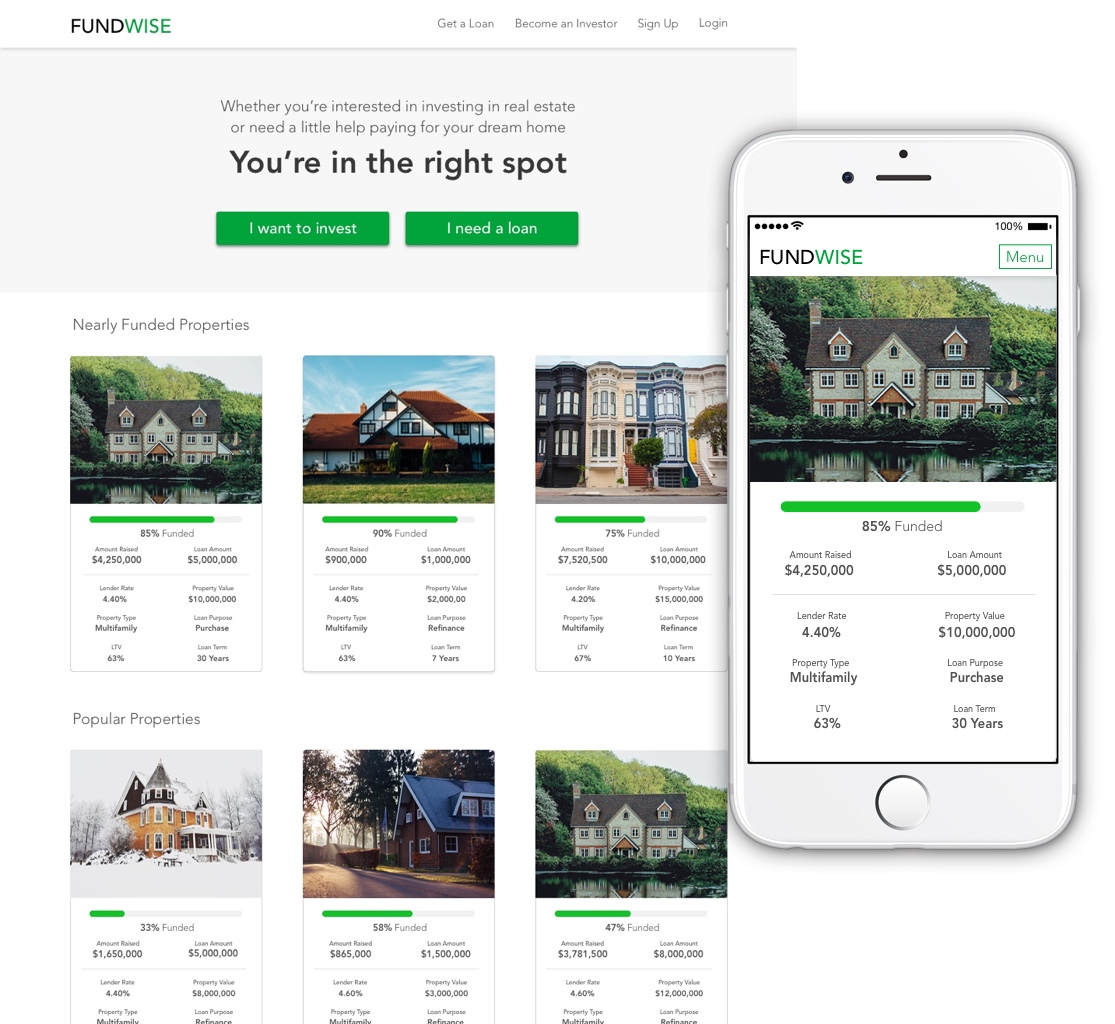 FUNDWISE
Get a Loan Become an Investor Sign Up Login
Whether you're interested in investing in real estate
or need a little help paying for your dream home
You're in the right spot
I want to invest I need a loan
Nearly Funded Properties
85% Funded
Amount Raised Loan Amount
$4,250,000 $5,000,000
Lender Rate Property Value
4.40% $10,000,000
Property Type Loan Purpose
Multifamily Purchase
LTV Loan Term
63% 30 Years
90% Funded
Amount Raised Loan Amount
$900,000 $1,000,000
Lender Rate Property Value
4.40% $2,000,00
Property Type Loan Purpose
Multifamily Refinance
LTV Loan Term
63% 7 Years
75% Funded
Amount Raised Loan Amount
$7,520,500 $10,000,000
Lender Rate Property Value
4.20% $15,000,000
Property Type Loan Purpose
Multifamily Refinance
LTV Loan Term
67% 10 Years
Popular Properties
33% Funded
Amount Raised Loan Amount
$1,650,000 $5,000,000
Lender Rate Property Value
4.40% $8,000,000
Property Type Loan Purpose
Multifamily Refinance
58% Funded
Amount Raised Loan Amount
$865,000 $1,500,000
Lender Rate Property Value
4.60% $3,000,000
Property Type Loan Purpose
Multifamily Refinance
47% Funded
Amount Raised Loan Amount
$3,781,500 $8,000,000
Lender Rate Property Value
4.60% $12,000,000
Property Type Loan Purpose
Multifamily Refinance
100%
FUNDWISE Menu
85% Funded
Amount Raised Loan Amount
$4,250,000 $5,000,000
Lender Rate Property Value
4.40% $10,000,000
Property Type Loan Purpose
Multifamily Purchase
LTV Loan Term
63% 30 Years